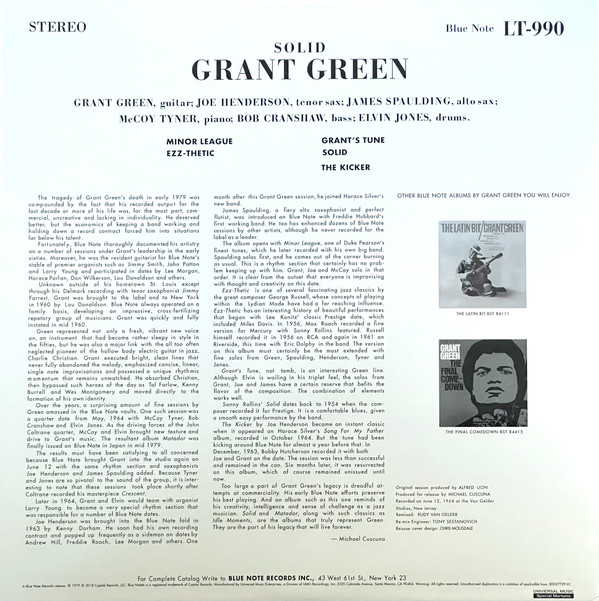 STEREO
Blue Note LT-990
SOLID
GRANT GREEN
GRANT GREEN, guitar; JOE HENDERSON, tenor sax; JAMES SPAULDING, alto sax;
McCOY TYNER, piano; BOB CRANSHAW, bass; ELVIN JONES, drums.
MINOR LEAGUE
EZZ-THETIC
GRANT'S TUNE
SOLID
THE KICKER
The tragedy of Grant Green's death in early 1979 was
compounded by the fact that his recorded output for the
last decade or more of his life was, for the most part, com-
mercial, uncreative and lacking in individuality. He deserved
better, but the economics of keeping a band working and
holding down a record contract forced him into situations
far below his talent.
Fortunately, Blue Note thoroughly documented his artistry
on a number of sessions under Grant's leadership in the early
sixties. Moreover, he was the resident guitarist for Blue Note's
stable of premier organists such as Jimmy Smith, John Patton
and Larry Young and participated in dates by Lee Morgan,
Horace Parlan, Don Wilkerson, Lou Donaldson and others.
Unknown outside of his hometown St. Louis except
through his Delmark recording with tenor saxophonist Jimmy
Forrest, Grant was brought to the label and to New York
in 1960 by Lou Donaldson. Blue Note always operated on a
family basis, developing an impressive, cross-fertilizing
repetory group of musicians. Grant was quickly and fully
instated in mid 1960.
Green represented not only a fresh, vibrant new voice
on, an instrument that had become rather sleepy in style in
the fifties, but he was also a major link with the all too often
neglected pioneer of the hollow body electric guitar in jazz,
Charlie Christian. Grant executed bright, clean lines that
never fully abandoned the melody, emphasized concise, linear,
single note improvisations and possessed a unique rhythmic
momentum that remains unmatched. He absorbed Christian,
then bypassed such heroes of the day as Tal Farlow, Kenny
Burrell and Wes Montgomery and moved directly to the
formation of his own identity.
Over the years, a surprising amount of fine sessions by
Green amassed in the Blue Note vaults. One such session was
a quarter date from May, 1964 with McCoy Tyner, Bob
Cranshaw and Elvin Jones. As the driving forces of the John
Coltrane quartet, McCoy and Elvin brought new texture and
drive to Grant's music. The resultant album Matador was
finally issued on Blue Note in Japan in mid 1979.
The results must have been satisfying to all concerned
because Blue Note brought Grant into the studio again on
June 12 with the same rhythm section and saxophonists
Joe Henderson and James Spaulding added. Because Tyner
and Jones are so pivotal to the sound of the group, it is inter-
esting to note that these sessions took place shortly after
Coltrane recorded his masterpiece Crescent.
Later in 1964, Grant and Elvin would team with organist
Larry Young to become a very special rhythm section that
was responsible for a number of dates in its own.
Joe Henderson was brought into the Blue Note fold in
1963 by Kenny Dorham. He soon had his own recording
contract and popped up frequently as a sideman on dates by
Andrew Hill, Freddie Roach, Lee Morgan and others. One
month after this Grant Green session, he joined Horace Silver's
new band.
James Spaulding, a fiery alto saxophonist and perfect
flutist, was introduced on Blue Note with Freddie Hubbard's
first working band. He too has enhanced dozens of Blue Note
sessions by other artists, although he never recorded for the
label as a leader.
The album opens with Minor League, one of Duke Pearson's
finest tunes, which he later recorded with his own big band.
Spaulding solos first, and he comes out of the corner burning
as usual. This is a rhythm section that certainly has no prob-
lem keeping up with him. Grant, Joe and McCoy solo in that
order. It is clear from the outset that everyone is improvising
with thought and creativity on this date.
Ezz-Thetic is one of several fascinating jazz classics by
the great composer George Russell, whose concepts of playing
within the Lydian Mode have had a far reaching influence.
Ezz-Thetic has an interesting history of beautiful performances
that began with Lee Konitz' classic Prestige date, which
included Miles Davis. In 1956, Max Roach recorded a fine
version for Mercury with Sonny Rollins featured. Russell
himself recorded it in 1956 on RCA and again in 1961 on
Riverside, this time with Eric Dolphy in the band. The version
on this album must certainly be the most extended with
fine solos from Green, Spaulding, Henderson, Tyner and
Jones.
Grant's Tune, not totally, is an interesting Green line.
Although Elvin is wailing in his triplet feel, the solos from
Grant, Joe and James have a certain reserve that befits the
flavor of the composition. The combination of elements
works well.
Sonny Rollins' Solid dates back to 1954 when the com-
poser recorded it for Prestige. It is a comfortable blues, given
a smooth easy performance by the band.
The Kicker by Joe Henderson became an instant classic
when it appeared on Horace Silver's Song For My Father
album, recorded in October 1964. But the tune had been
kicking around Blue Note for almost a year before that. In
December, 1963, Bobby Hutcherson recorded it with both
Joe and Grant on the date. The session was less than successful
and remained in the can. Six months later, it was resurrected
on this album, which of course remained unissued until
now.
Too large a part of Green's legacy is dreadful at-
tempts at commerciality. His early Blue Note efforts preserve
his best playing. And on album such as this one reminds of
his creativity, intelligence and sense of challenge as a jazz
musician. Solid and Matador, along with such classics as
Idle Moments, are the albums that truly represent Green.
They are the part of his legacy that will live forever.
— Michael Cuscuna
OTHER BLUE NOTE ALBUMS BY GRANT GREEN YOU WILL ENJOY:
THE LATIN BIT/GRANT GREEN
THE LATIN BIT BST 84111
GRANT
GREEN
THE
FINAL
COME-
DOWN
THE FINAL COMEDOWN BST 84415
Original session produced by ALFRED LION
Produced for release by MICHAEL CUSCUNA
Recorded on June 12, 1964 at the Van Gelder
Studios, New Jersey
Remixed: RUDY VAN GELDER
Re-mix Engineer: TONY SESTANOVICH
Reissue cover design: CHRIS MOLISDALE
For Complete Catalog Write to BLUE NOTE RECORDS INC., 43 West 61st St., New York 23
UNIVERSAL MUSIC
Special Markets